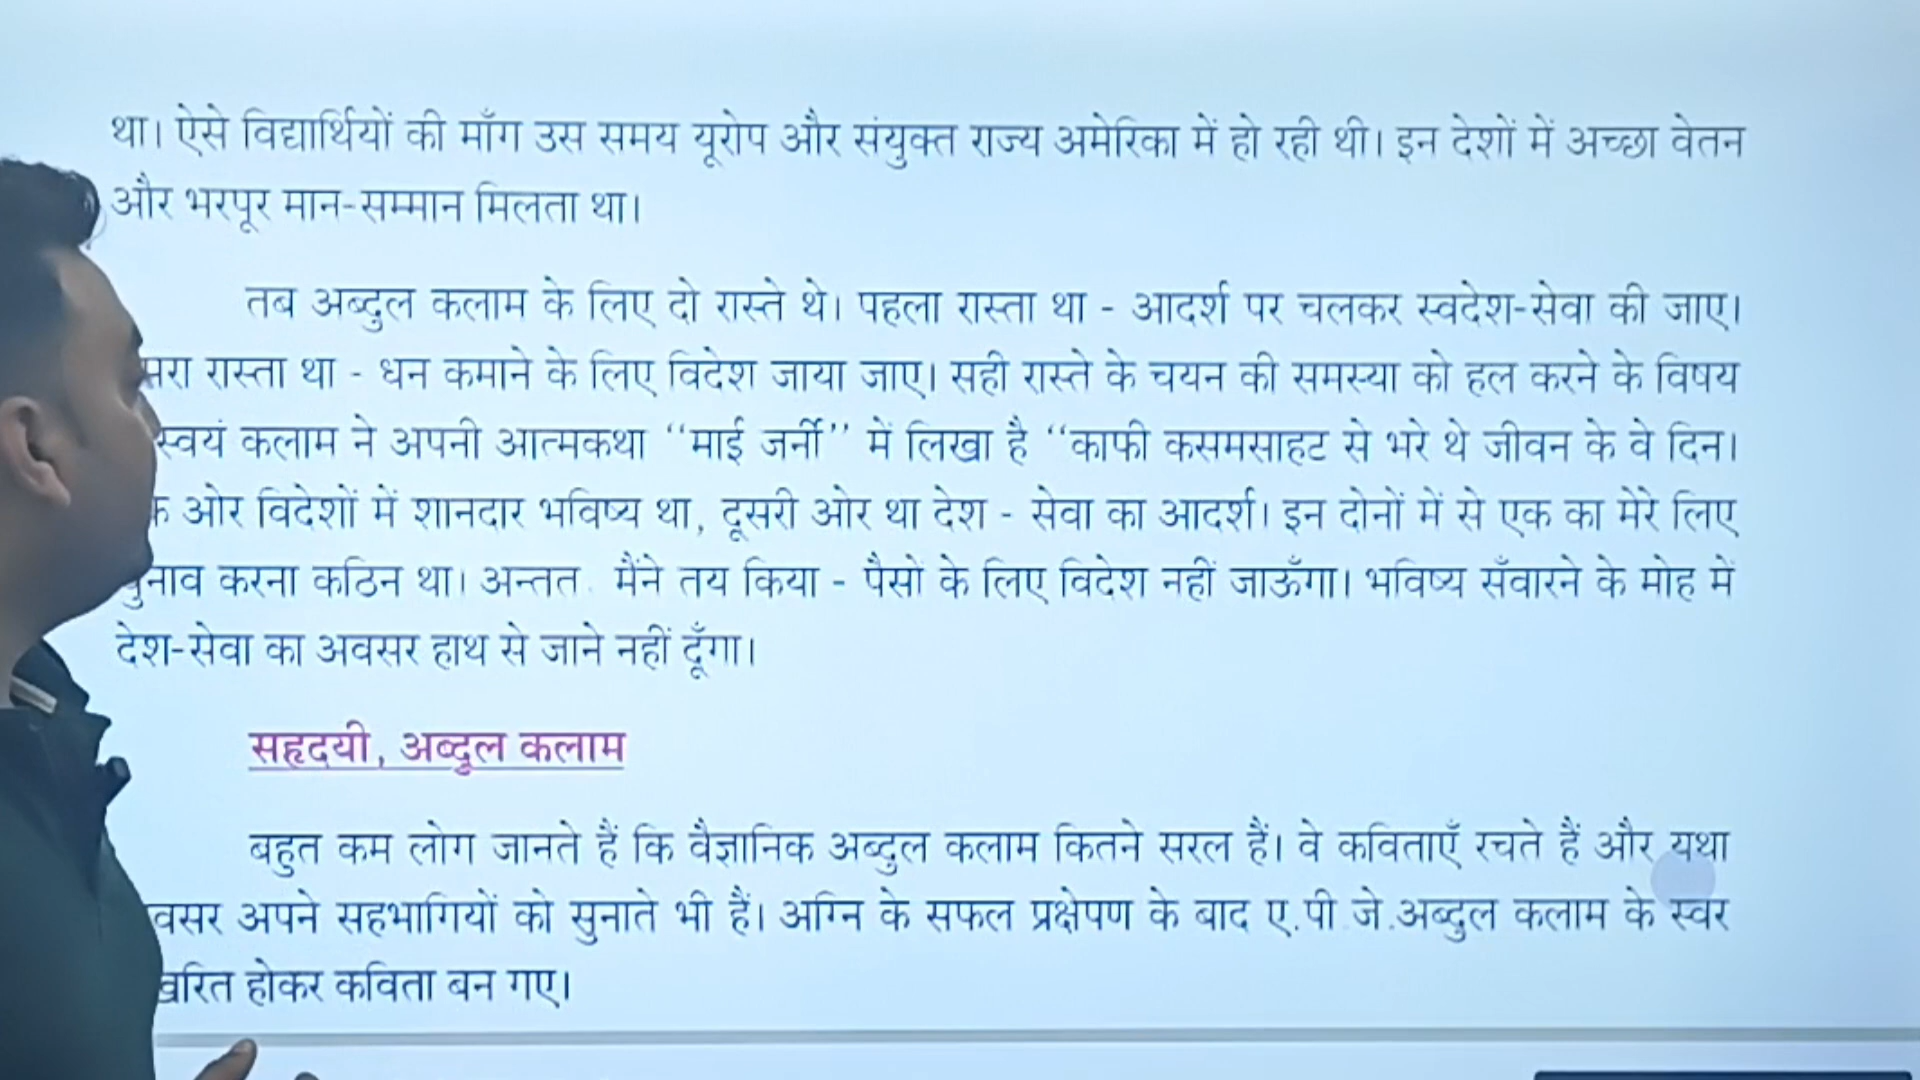 था। ऐसे विद्यार्थियों की माँग उस समय यूरोप और संयुक्त राज्य अमेरिका में हो रही थी। इन देशों में अच्छा वेतन
और भरपूर मान-सम्मान मिलता था।
तब अब्दुल कलाम के लिए दो रास्ते थे। पहला रास्ता था - आदर्श पर चलकर स्वदेश-सेवा की जाए।
रास्ता था - धन कमाने के लिए विदेश जाया जाए। सही रास्ते के चयन की समस्या को हल करने के विषय
स्वयं कलाम ने अपनी आत्मकथा ‘‘माई जर्नी’’ में लिखा है ‘‘काफी कसमसाहट से भरे थे जीवन के वे दिन।
ओर विदेशों में शानदार भविष्य था, दूसरी ओर था देश - सेवा का आदर्श। इन दोनों में से एक का मेरे लिए
करना कठिन था। अन्तत. मैंने तय किया - पैसो के लिए विदेश नहीं जाऊँगा। भविष्य सँवारने के मोह में
देश-सेवा का अवसर हाथ से जाने नहीं दूँगा।
सहृदयी, अब्दुल कलाम
बहुत कम लोग जानते हैं कि वैज्ञानिक अब्दुल कलाम कितने सरल हैं। वे कविताएँ रचते हैं और यथा
अपने सहभागियों को सुनाते भी हैं। अग्नि के सफल प्रक्षेपण के बाद ए.पी.जे.अब्दुल कलाम के स्वर
होकर कविता बन गए।